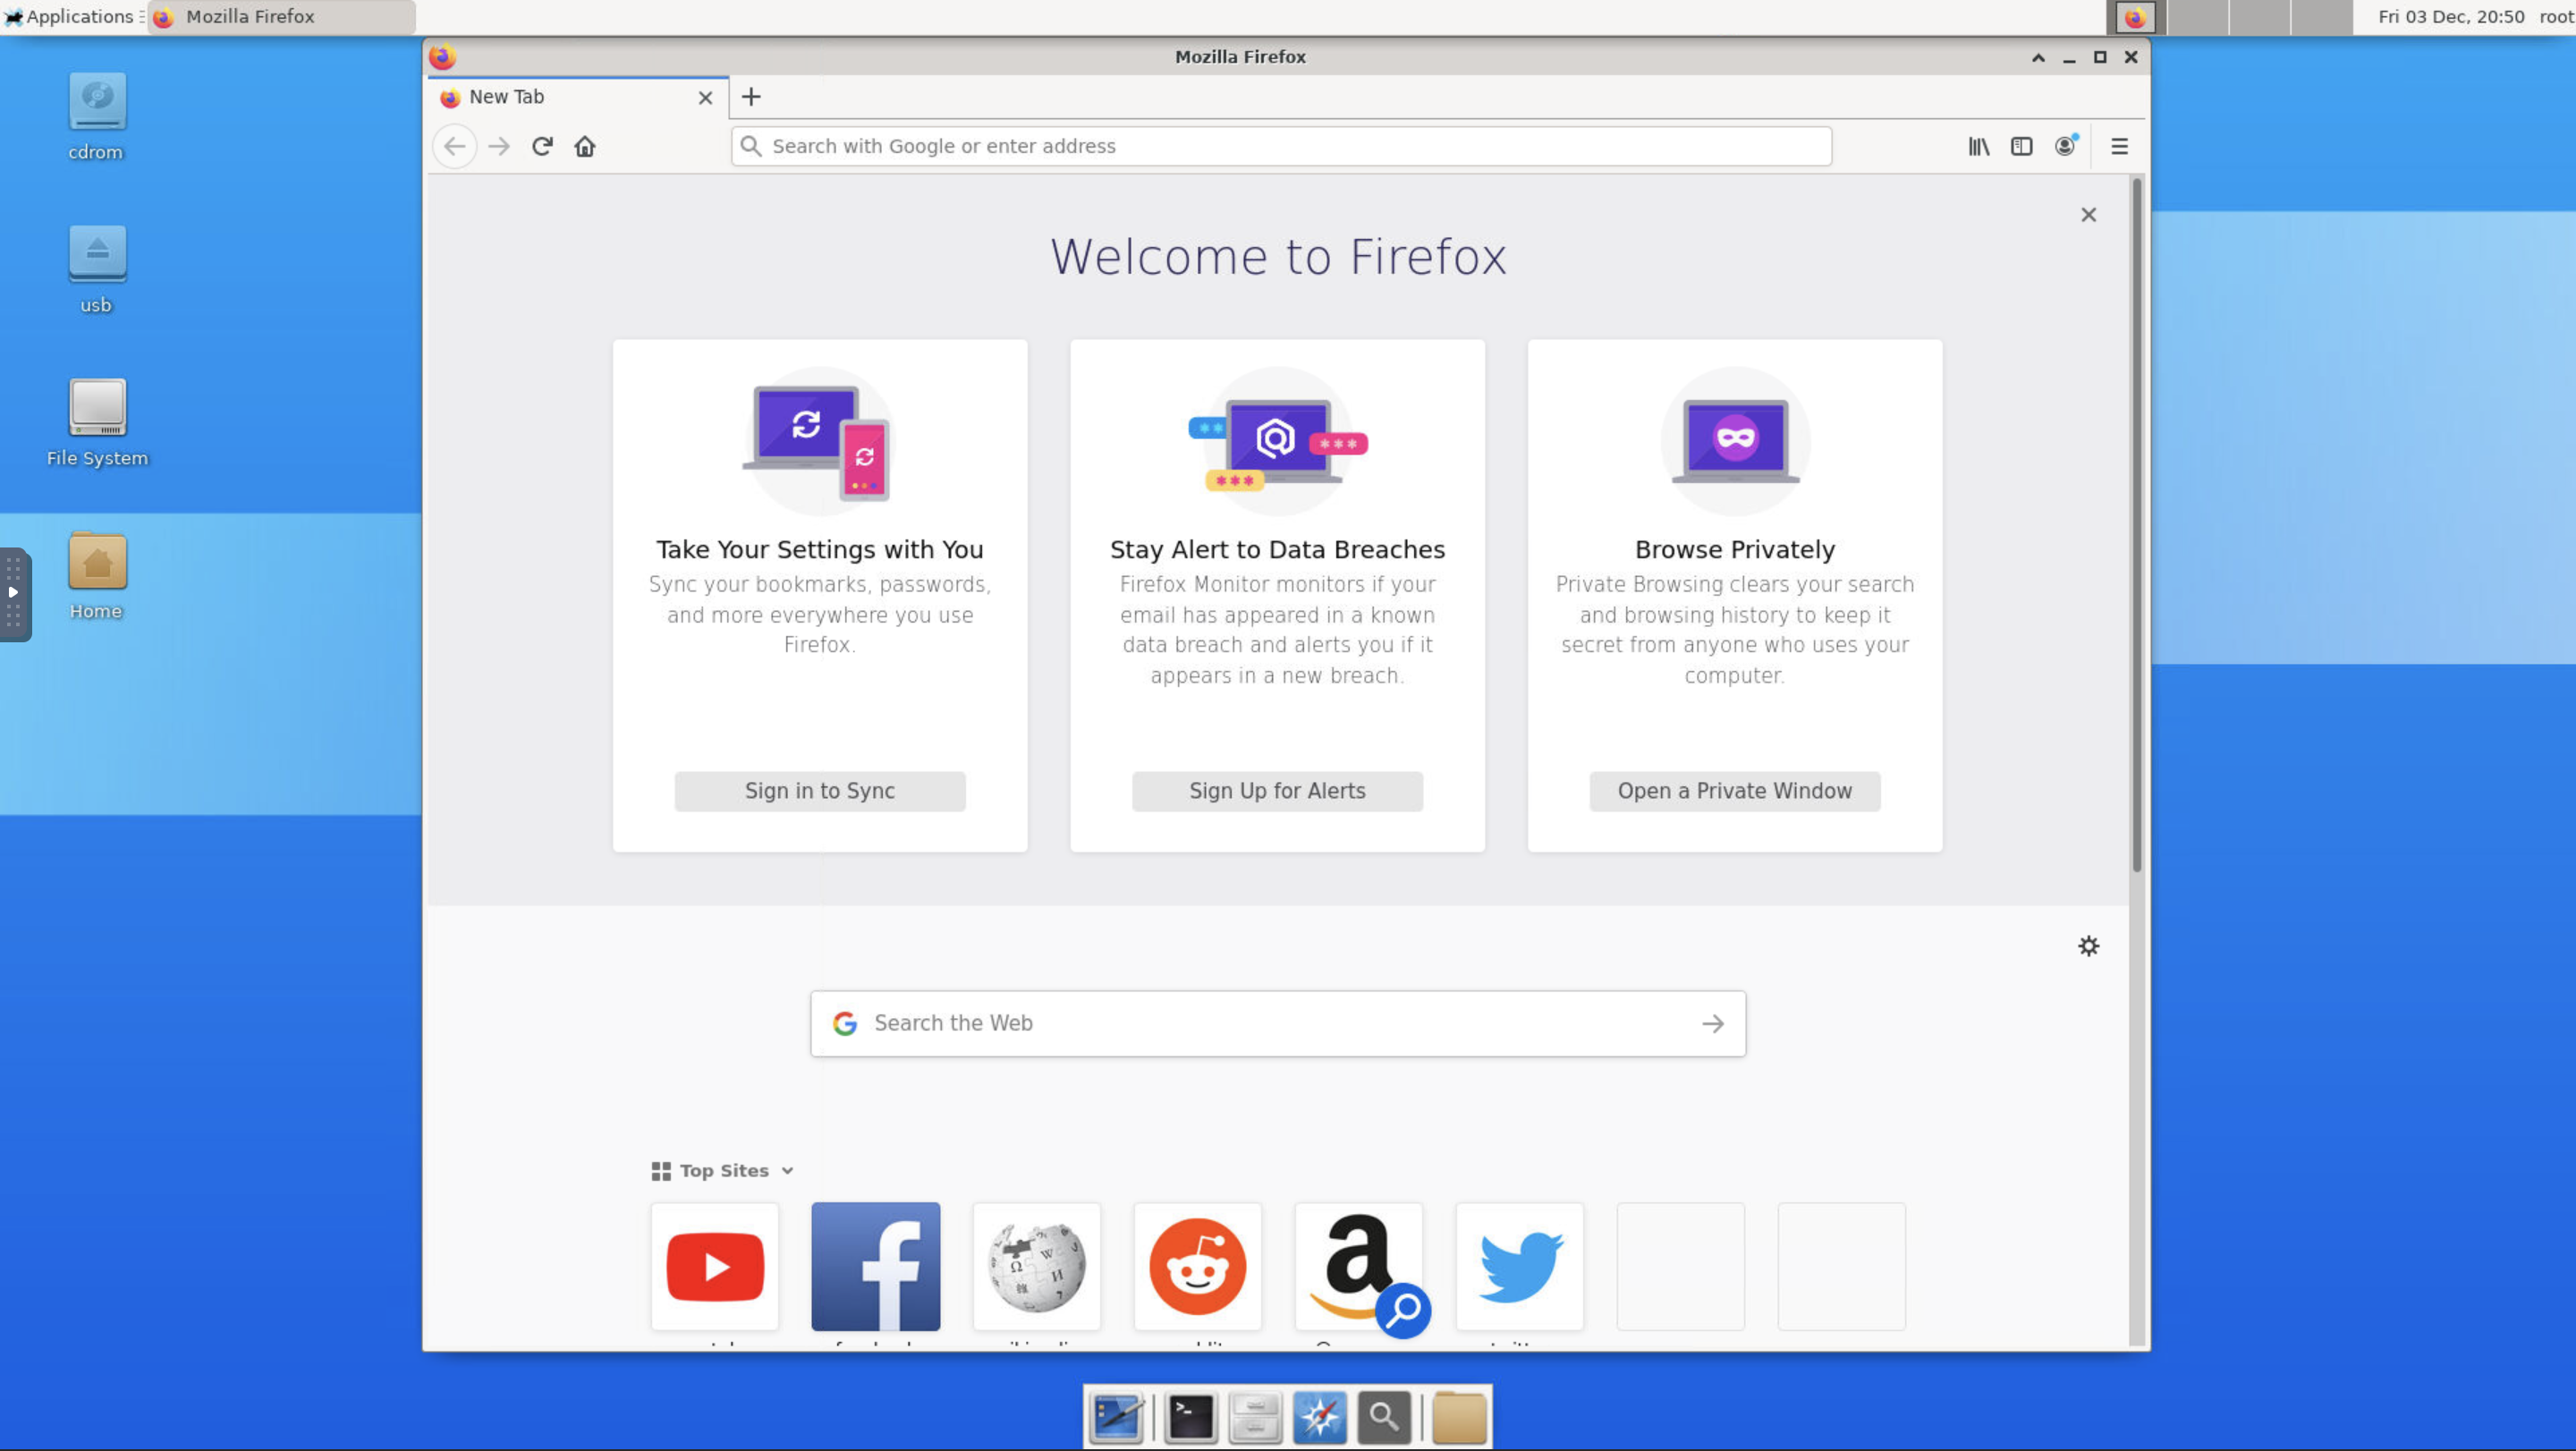 Applications
Mozilla Firefox
Fri 03 Dec, 20:50
root
cdrom
usb
File System
Home
Mozilla Firefox
New Tab
Search with Google or enter address
Welcome to Firefox
Take Your Settings with You
Sync your bookmarks, passwords,
and more everywhere you use
Firefox.
Sign in to Sync
Stay Alert to Data Breaches
Firefox Monitor monitors if your
email has appeared in a known
data breach and alerts you if it
appears in a new breach.
Sign Up for Alerts
Browse Privately
Private Browsing clears your search
and browsing history to keep it
secret from anyone who uses your
computer.
Open a Private Window
Search the Web
Top Sites